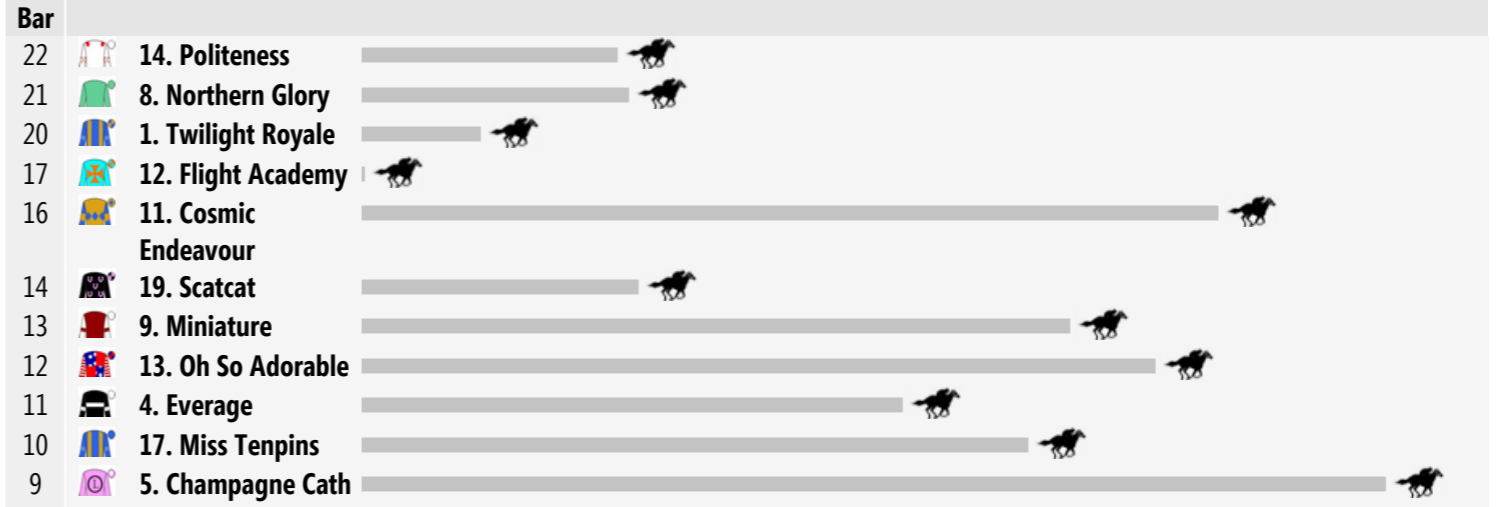 Bar
22 14. Politeness
21 8. Northern Glory
20 1. Twilight Royale
17 12. Flight Academy
16 11. Cosmic
Endeavour
14 19. Scatcat
13 9. Miniature
12 13. Oh So Adorable
11 4. Everage
10 17. Miss Tenpins
9 5. Champagne Cath